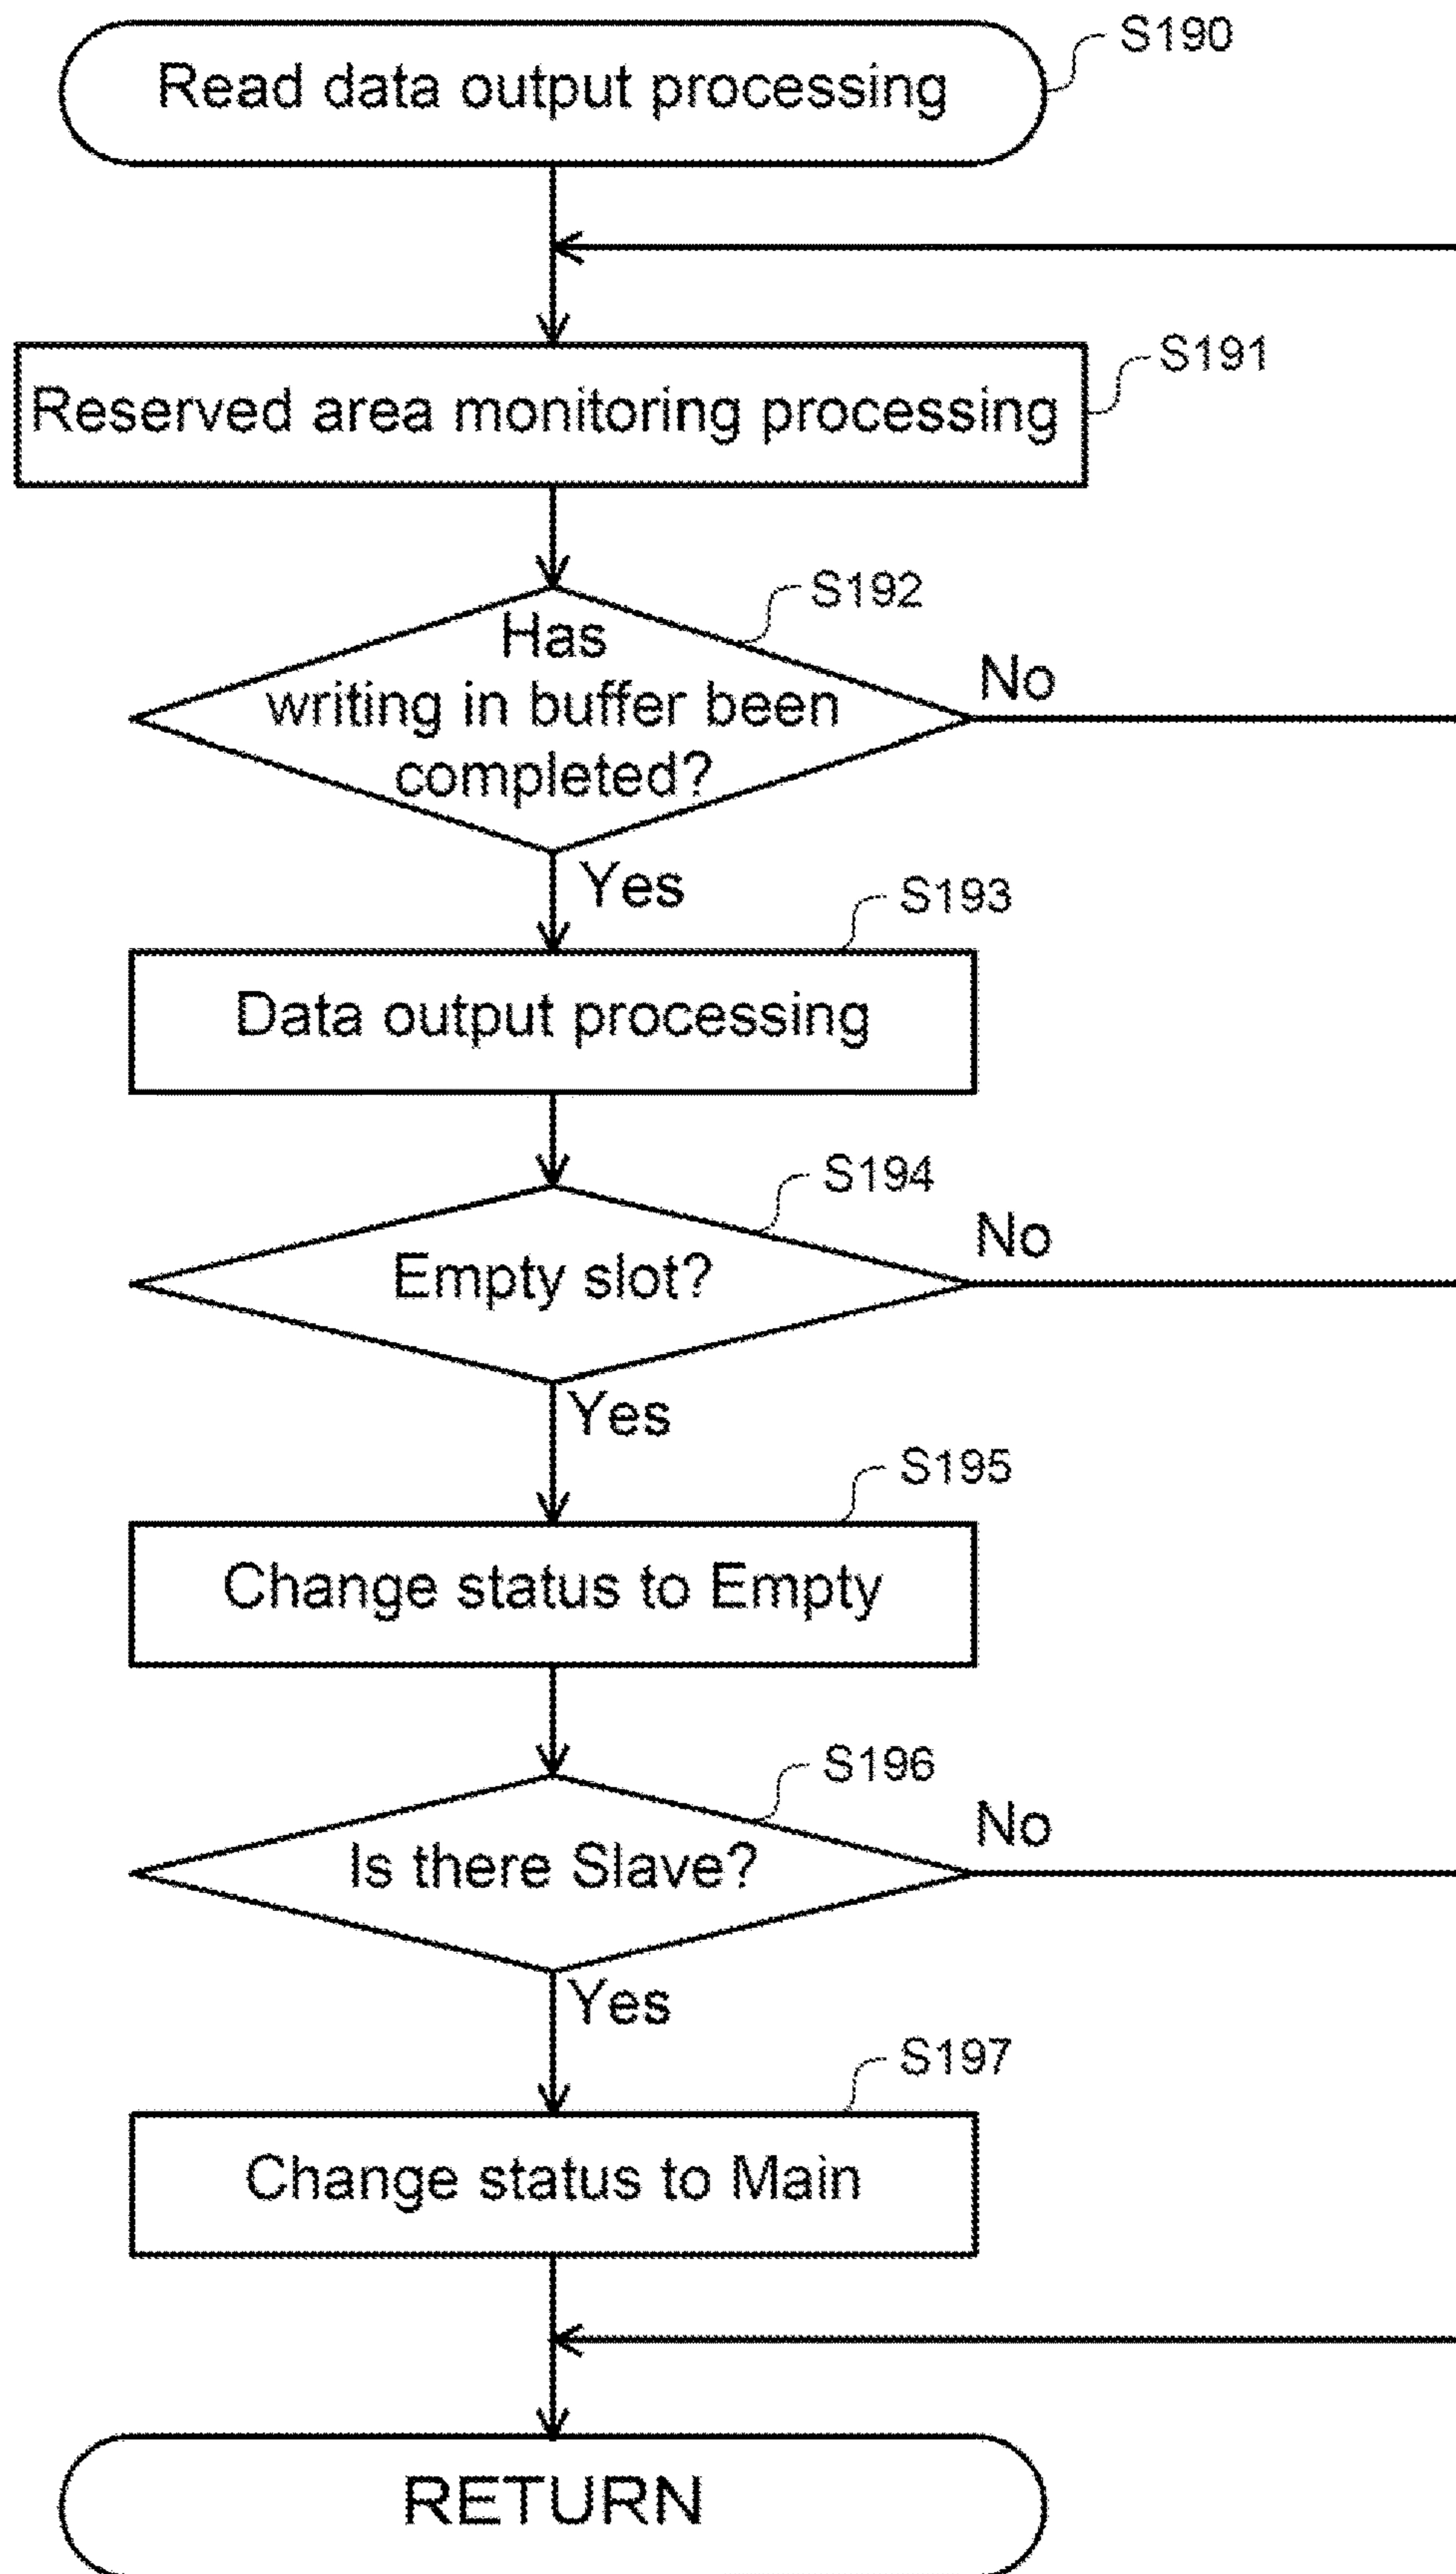 S190
Read data output processing
S191
Reserved area monitoring processing
S192
Has
writing in buffer been
completed?
No
Yes
S193
Data output processing
S194
Empty slot?
No
Yes
S195
Change status to Empty
S196
Is there Slave?
No
Yes
S197
Change status to Main
RETURN